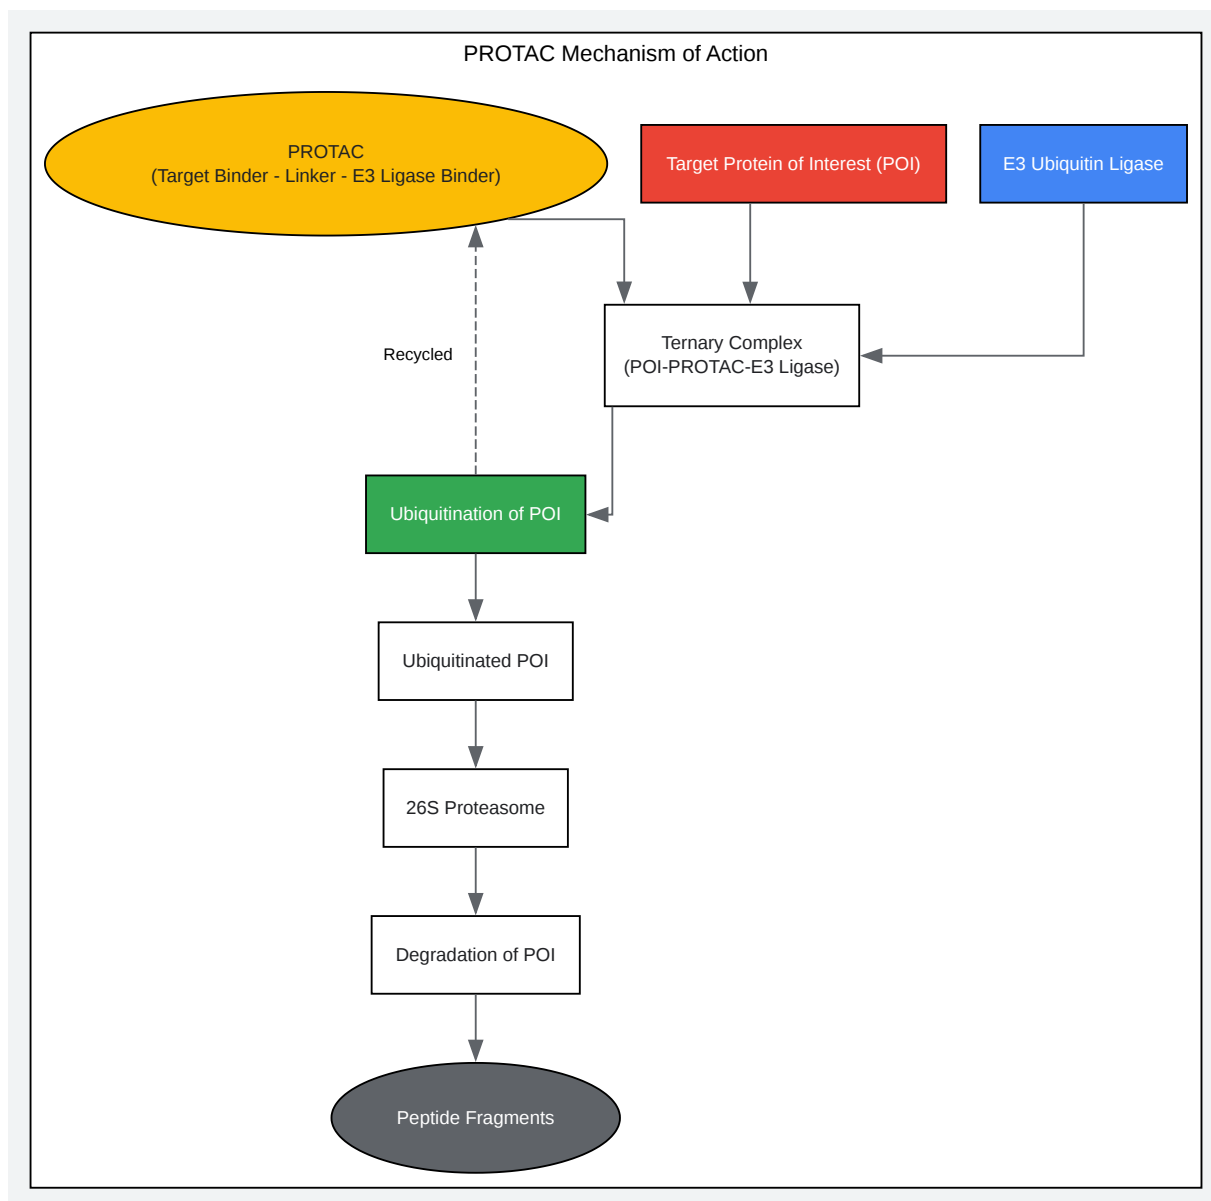 PROTAC Mechanism of Action
PROTAC
(Target Binder - Linker - E3 Ligase Binder)
Target Protein of Interest (POI)
E3 Ubiquitin Ligase
Recycled
Ternary Complex
(POI-PROTAC-E3 Ligase)
Ubiquitination of POI
Ubiquitinated POI
26S Proteasome
Degradation of POI
Peptide Fragments